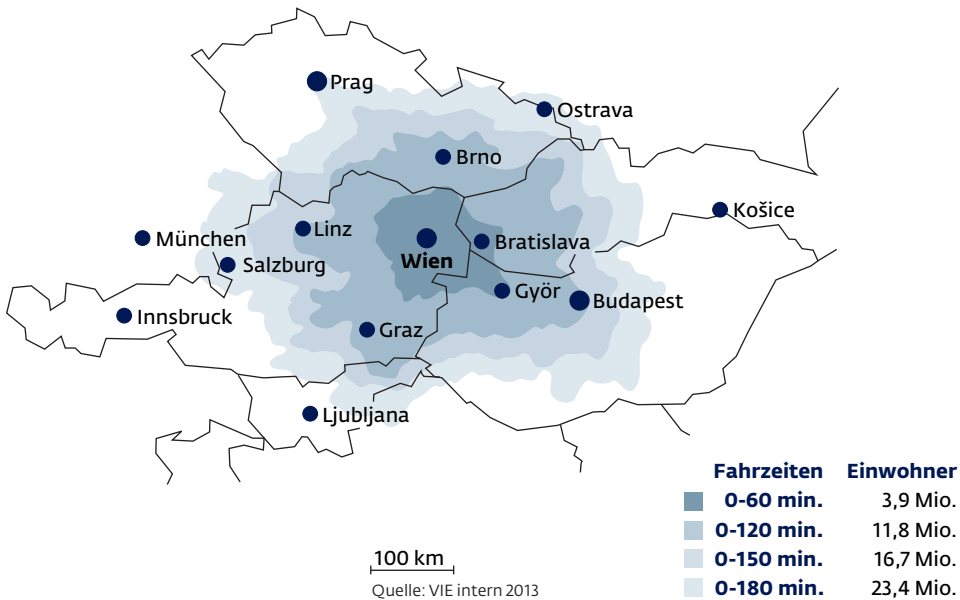 Prag
Ostrava
Brno
Košice
Linz
München
Bratislava
Wien
Salzburg
Györ
Budapest
Innsbruck
Graz
Ljubljana
Fahrzeiten Einwohner
0-60 min. 3,9 Mio.
0-120 min. 11,8 Mio.
0-150 min. 16,7 Mio.
0-180 min. 23,4 Mio.
100 km
Quelle: VIE intern 2013